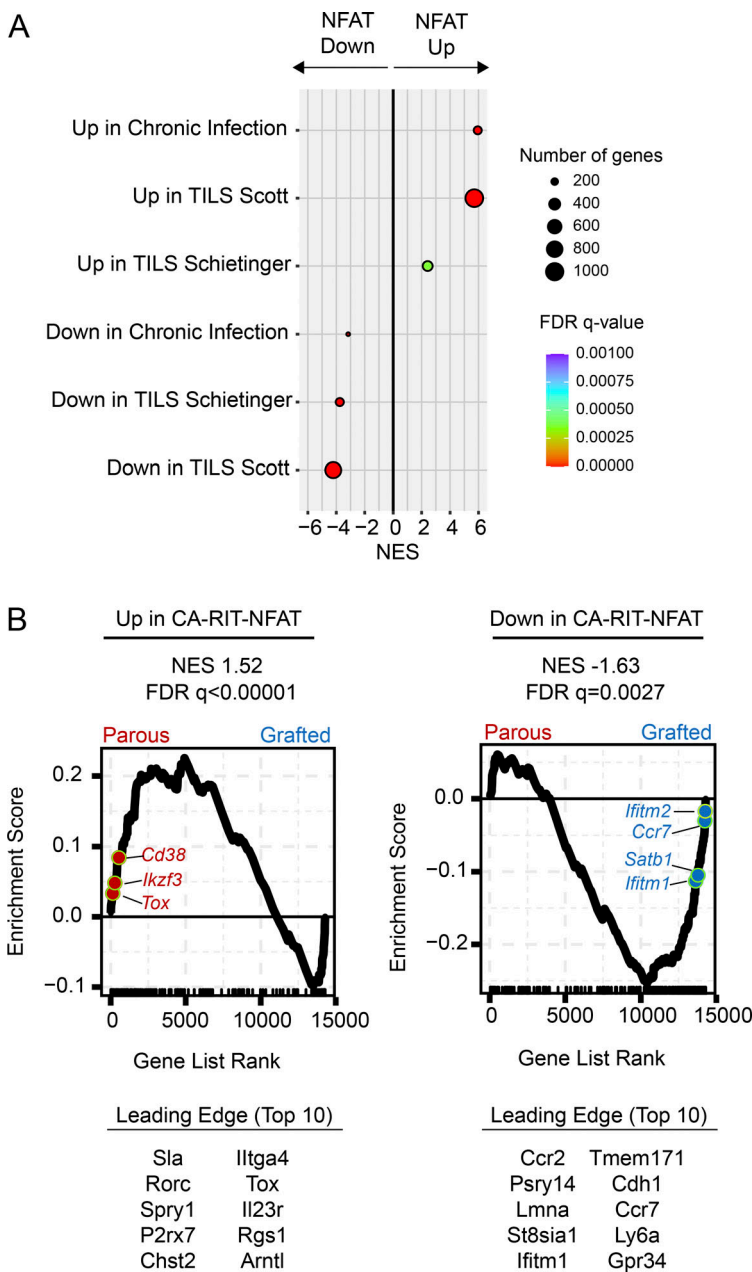 A
NFAT Down
NFAT Up
Up in Chronic Infection
Up in TILS Scott
Up in TILS Schietinger
Down in Chronic Infection
Down in TILS Schietinger
Down in TILS Scott
−6 −4 −2 0 2 4 6
NES
Number of genes
200
400
600
800
1000
FDR q-value
0.00100
0.00075
0.00050
0.00025
0.00000
B
Up in CA-RIT-NFAT
NES 1.52
FDR q<0.00001
Parous Grafted
Enrichment Score
0.2
0.1
0.0
−0.1
Cd38
Ikzf3
Tox
0 5000 10000 15000
Gene List Rank
Leading Edge (Top 10)
Sla IItga4
Rorc Tox
Spry1 Il23r
P2rx7 Rgs1
Chst2 Arntl
Down in CA-RIT-NFAT
NES -1.63
FDR q=0.0027
Parous Grafted
Enrichment Score
0.0
−0.1
−0.2
Ifitm2
Ccr7
Satb1
Ifitm1
0 5000 10000 15000
Gene List Rank
Leading Edge (Top 10)
Ccr2 Tmem171
Psry14 Cdh1
Lmna Ccr7
St8sia1 Ly6a
Ifitm1 Gpr34